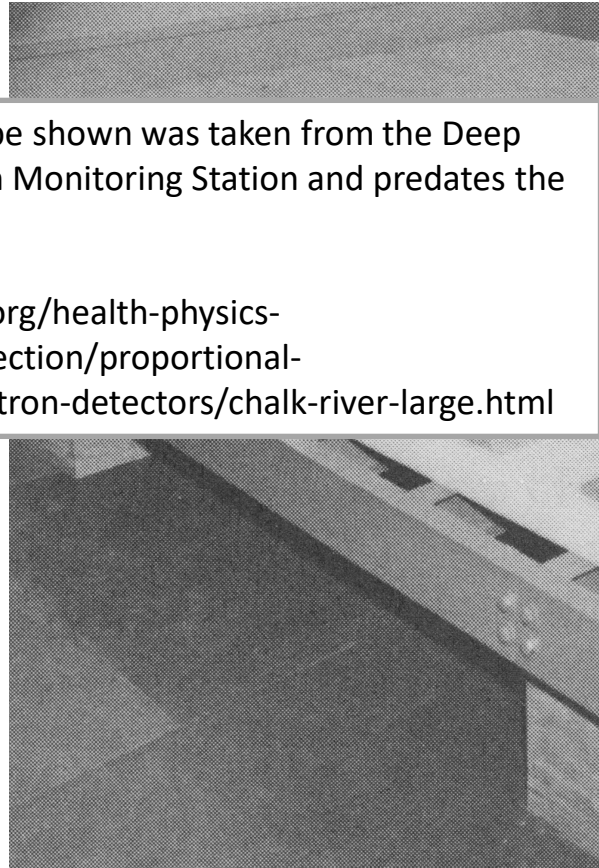 be shown was taken from the Deep
n Monitoring Station and predates the
org/health-physics-
ection/proportional-
tron-detectors/chalk-river-large.html